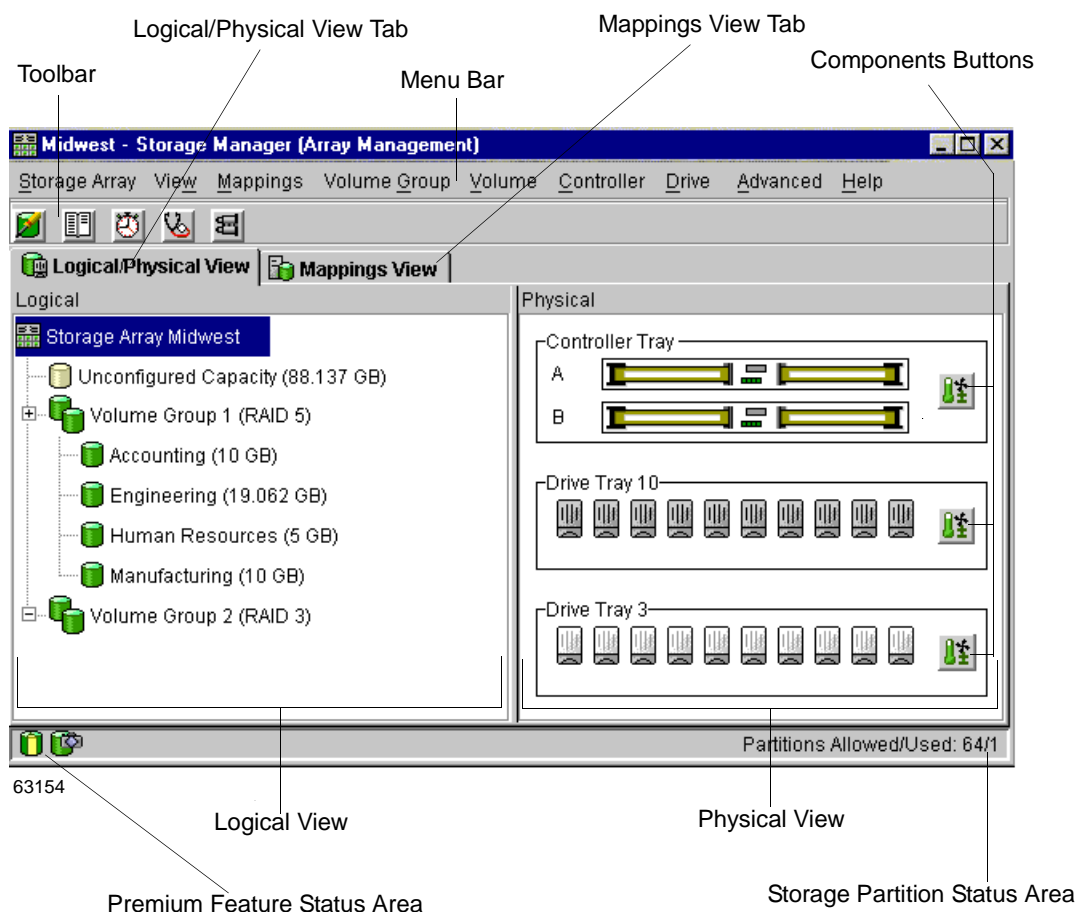 Logical/Physical View Tab
Mappings View Tab
Components Buttons
Toolbar
Menu Bar
Midwest - Storage Manager (Array Management)
Storage Array View Mappings Volume Group Volume Controller Drive Advanced Help
Logical/Physical View Mappings View
Logical
Physical
Storage Array Midwest
Unconfigured Capacity (88.137 GB)
Volume Group 1 (RAID 5)
Accounting (10 GB)
Engineering (19.062 GB)
Human Resources (5 GB)
Manufacturing (10 GB)
Volume Group 2 (RAID 3)
Controller Tray
A
B
Drive Tray 10
Drive Tray 3
Partitions Allowed/Used: 64/1
63154
Logical View
Physical View
Premium Feature Status Area
Storage Partition Status Area